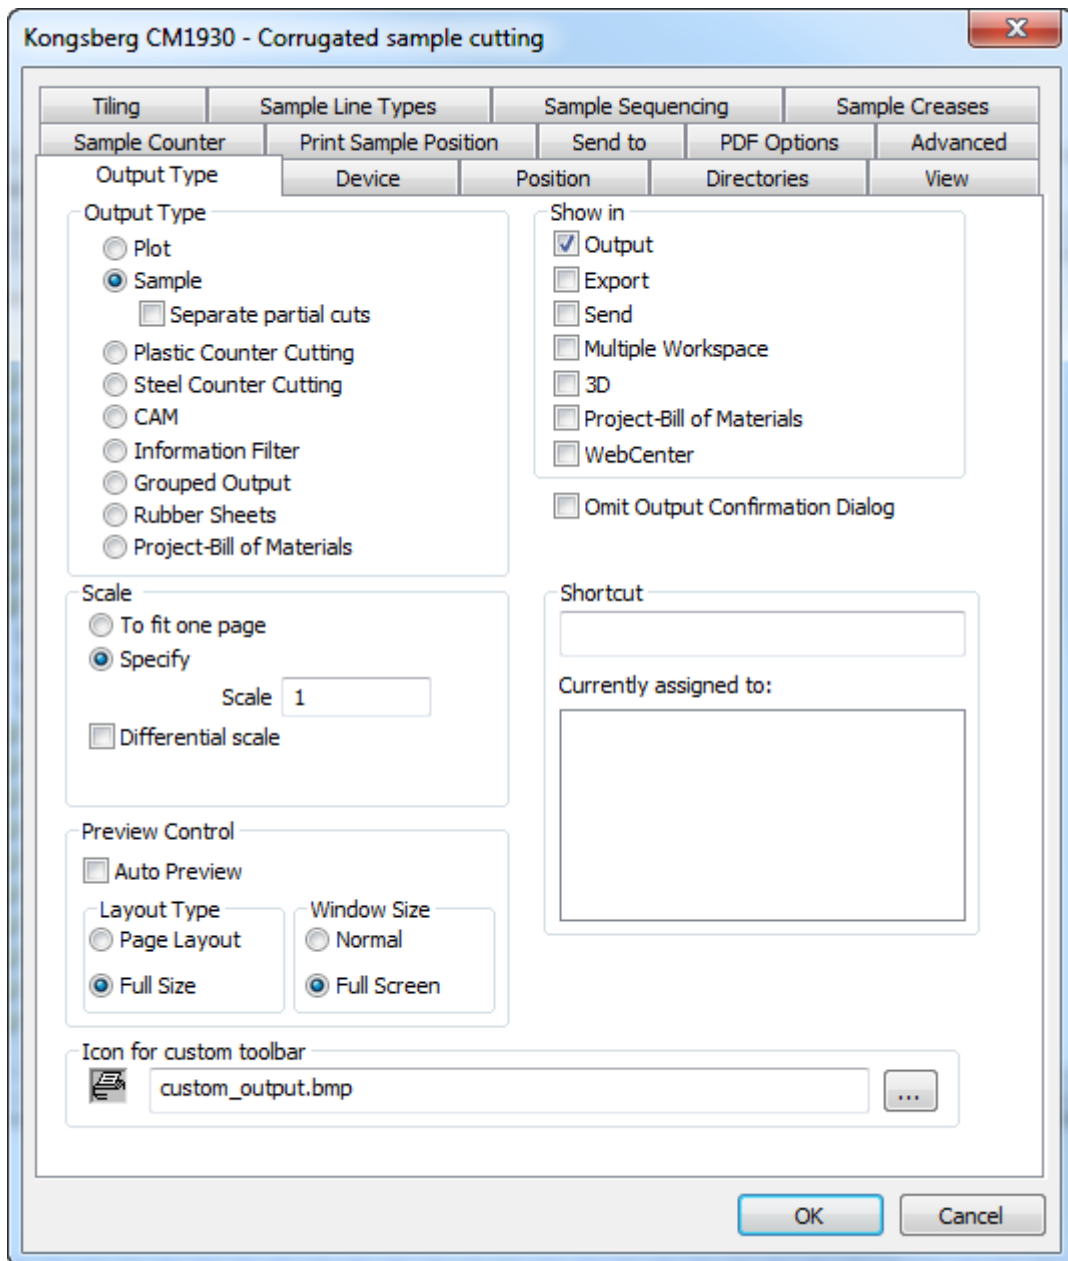 Kongsberg CM1930 - Corrugated sample cutting
X
Tiling
Sample Line Types
Sample Sequencing
Sample Creases
Sample Counter
Print Sample Position
Send to
PDF Options
Advanced
Output Type
Device
Position
Directories
View
Output Type
Plot
Sample
Separate partial cuts
Plastic Counter Cutting
Steel Counter Cutting
CAM
Information Filter
Grouped Output
Rubber Sheets
Project-Bill of Materials
Show in
Output
Export
Send
Multiple Workspace
3D
Project-Bill of Materials
WebCenter
Omit Output Confirmation Dialog
Scale
To fit one page
Specify
Scale 1
Differential scale
Shortcut
Currently assigned to:
Preview Control
Auto Preview
Layout Type
Page Layout
Full Size
Window Size
Normal
Full Screen
Icon for custom toolbar
custom_output.bmp
...
OK
Cancel